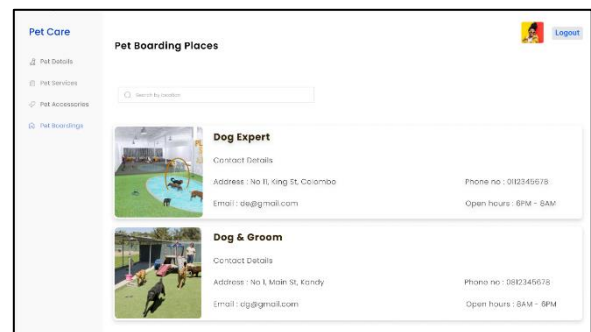 Pet Care
Logout
Pet Boarding Places
Pet Details
Pet Services
Pet Accessories
Pet Boardings
Search by location
Dog Expert
Contact Details
Address : No 11, King St, Colombo
Phone no : 0112345678
Email : de@gmail.com
Open hours : 6PM - 8AM
Dog & Groom
Contact Details
Address : No 1, Main St, Kandy
Phone no : 0812345678
Email : dg@gmail.com
Open hours : 8AM - 6PM